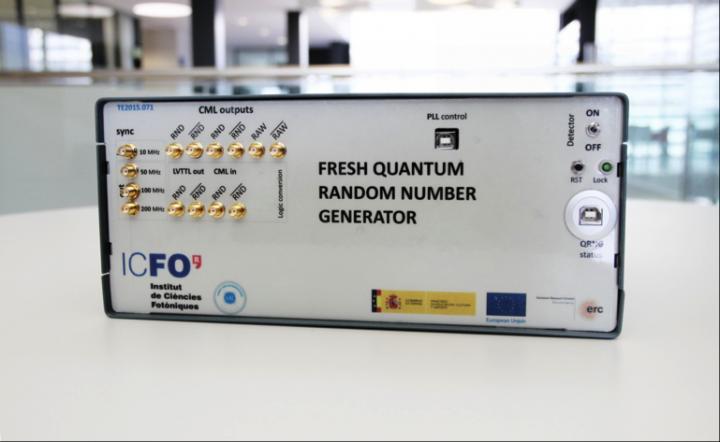 TE2015.071
CML outputs
RND RND RND RND RAW RAW
sync
10 MHz
50 MHz
100 MHz
200 MHz
LVTTL out CML in
RND RND RND RND
Logic conversion
PLL control
Detector
ON
OFF
RST Lock
QRNG
status
FRESH QUANTUM
RANDOM NUMBER
GENERATOR
ICFO
Institut
de Ciències
Fotòniques
European Union
erc